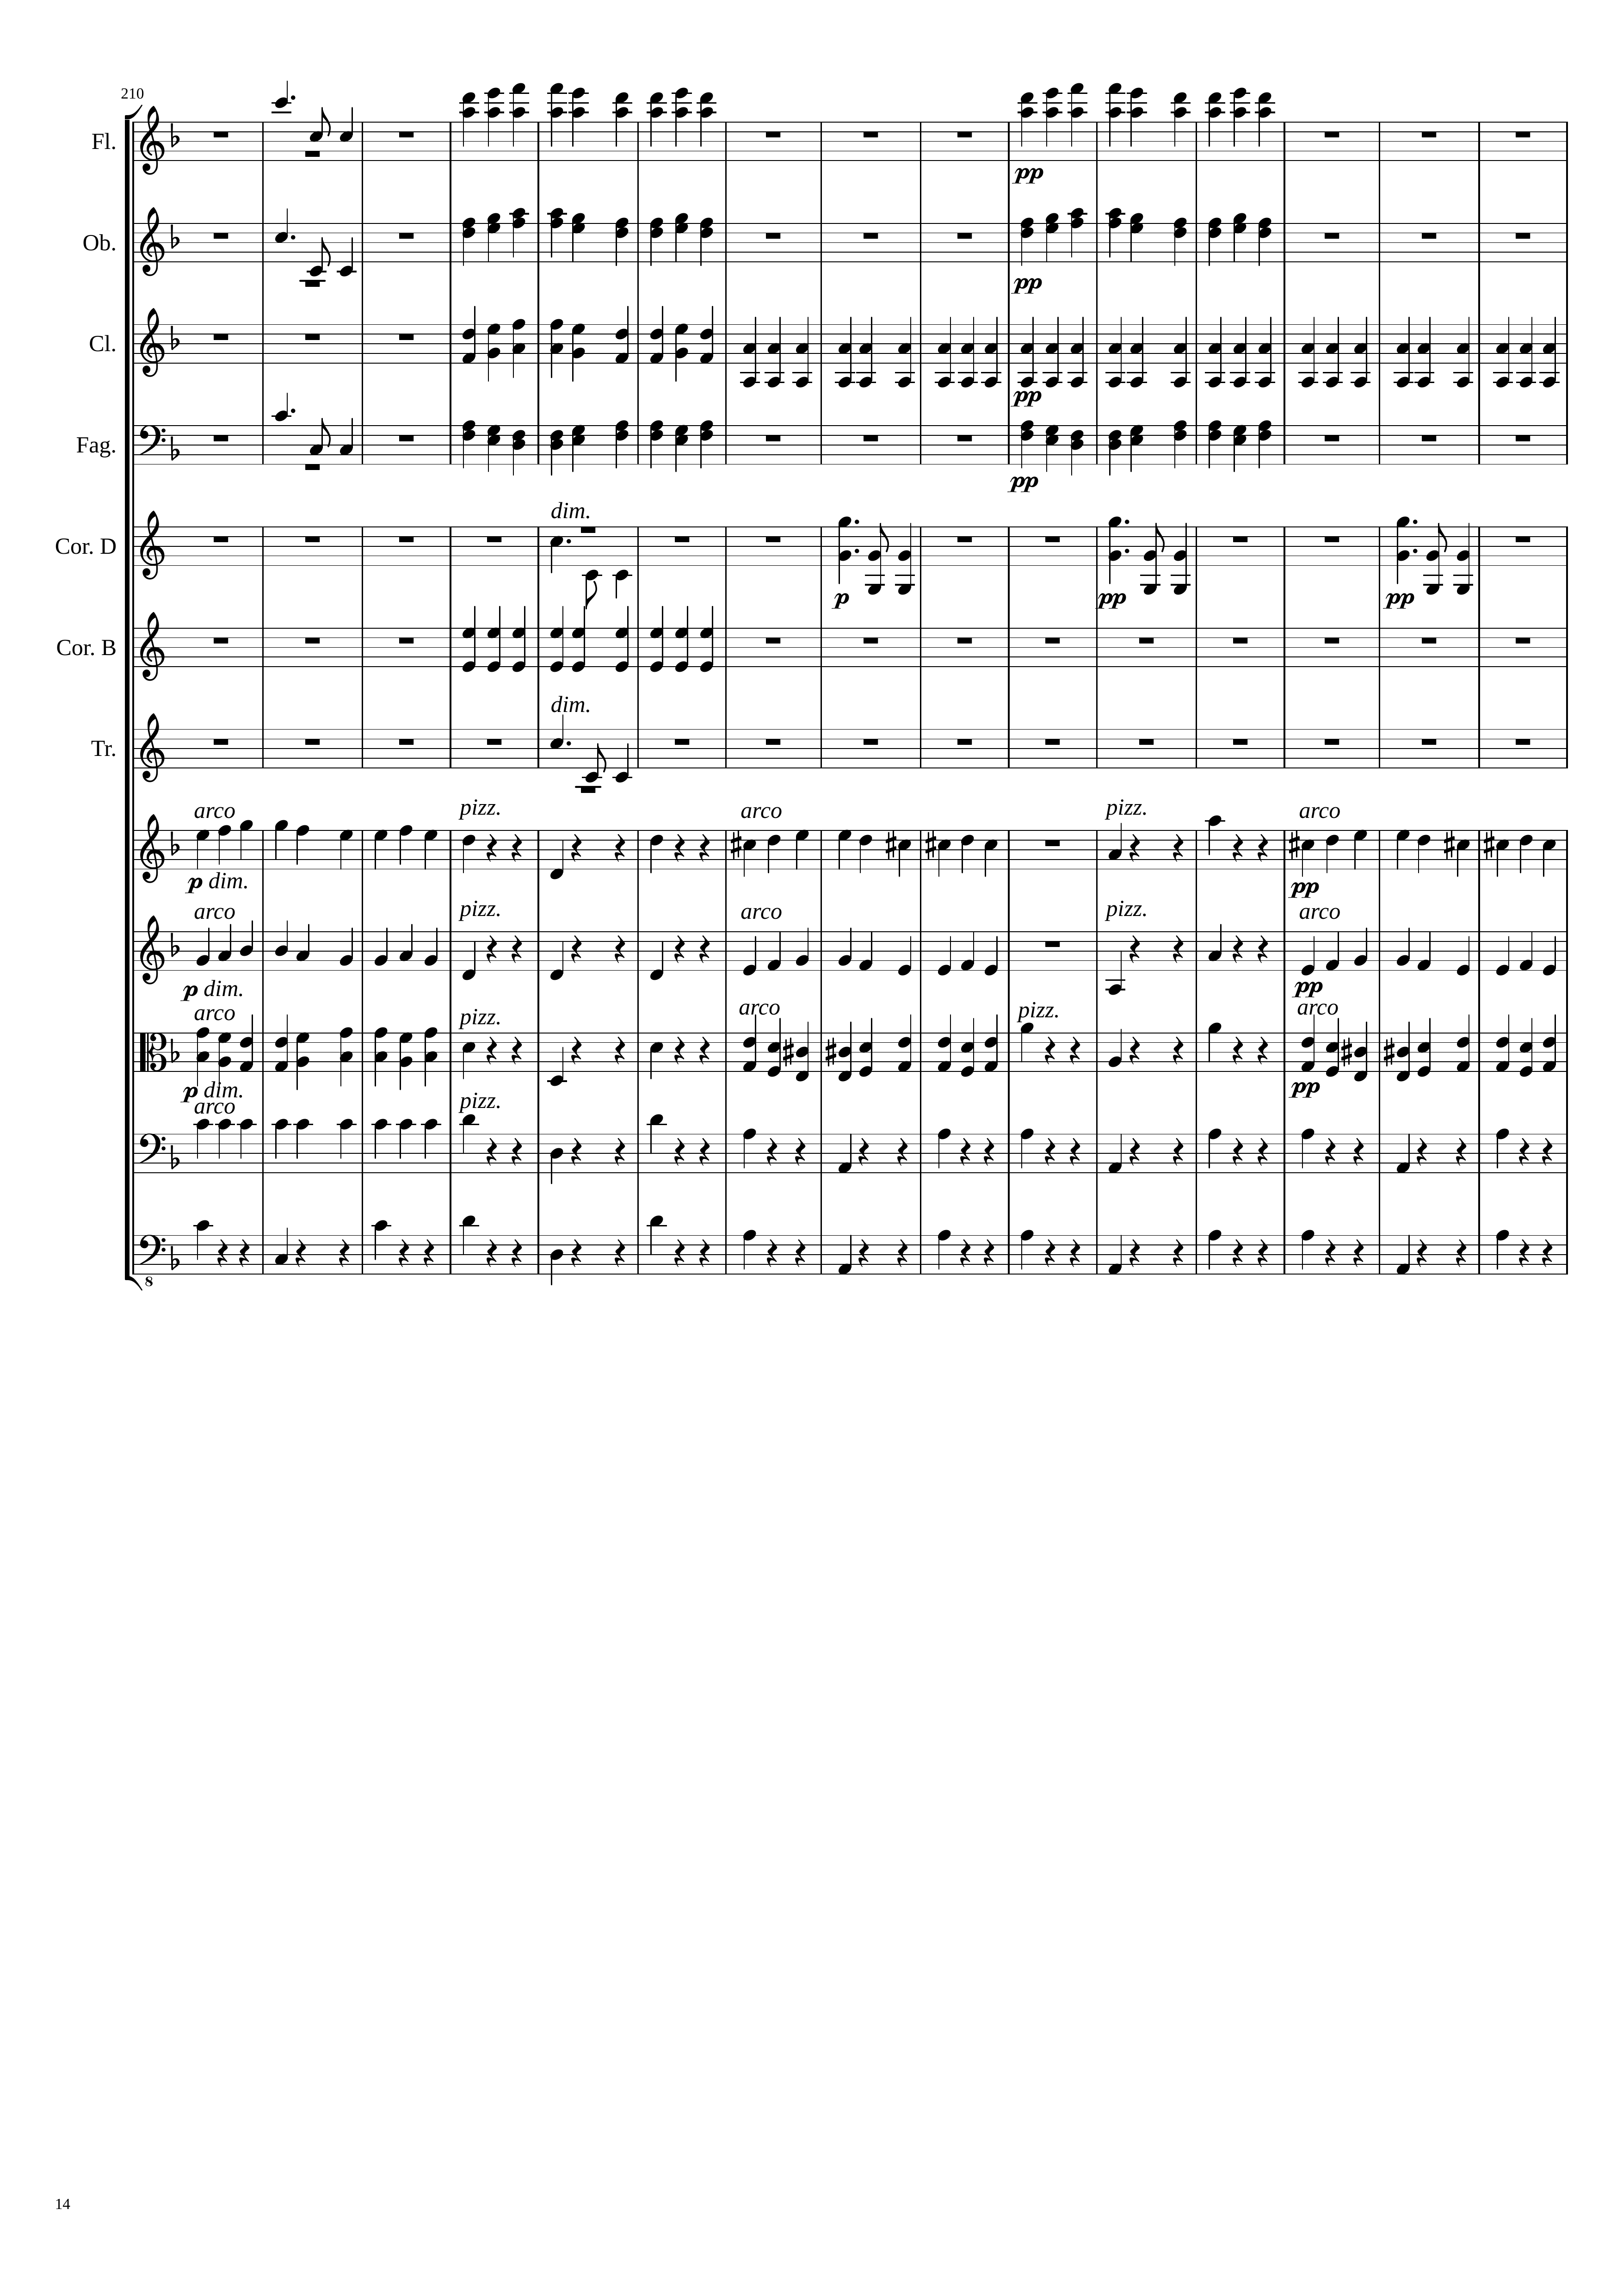 210
Fl.
pp
Ob.
pp
Cl.
pp
Fag.
pp
dim.
Cor. D
p pp pp
Cor. B
dim.
Tr.
arco pizz. arco pizz. arco
p dim. pp
arco pizz. arco pizz. arco
p dim. pp
arco pizz. arco pizz. arco
p dim. pp
arco pizz.
8
14